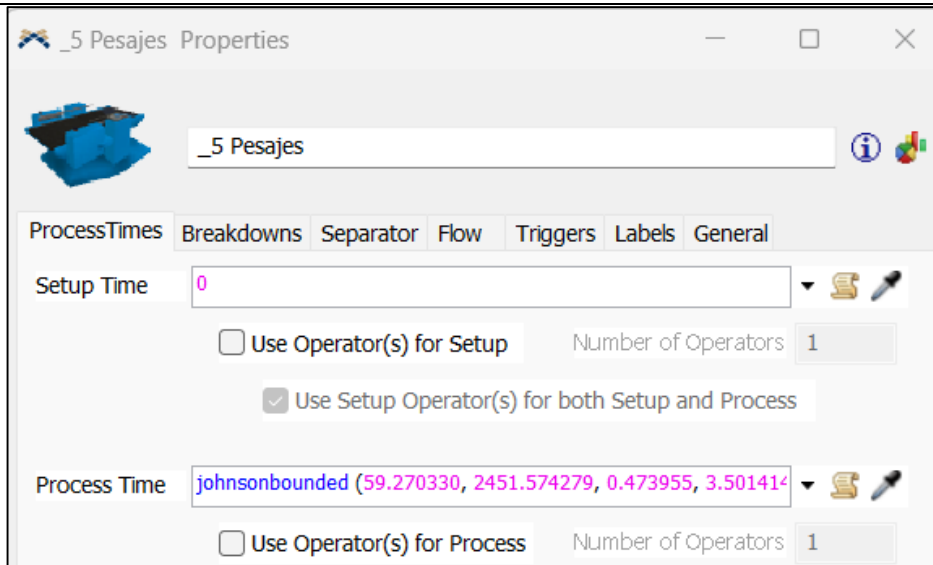 _5 Pesajes Properties
_5 Pesajes
ProcessTimes Breakdowns Separator Flow Triggers Labels General
Setup Time 0
Use Operator(s) for Setup Number of Operators 1
Use Setup Operator(s) for both Setup and Process
Process Time johnsonbounded (59.270330, 2451.574279, 0.473955, 3.501414
Use Operator(s) for Process Number of Operators 1